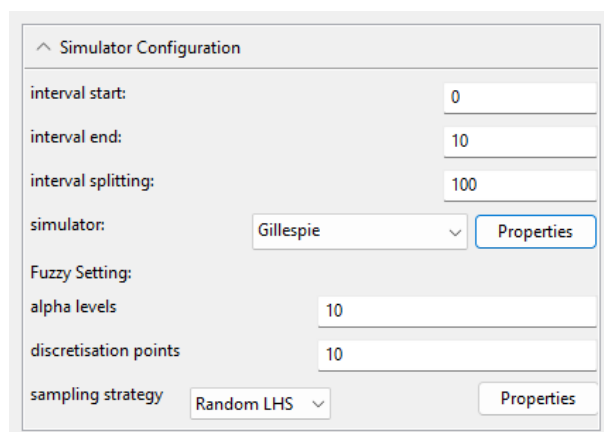 Simulator Configuration
interval start: 0
interval end: 10
interval splitting: 100
simulator: Gillespie Properties
Fuzzy Setting:
alpha levels 10
discretisation points 10
sampling strategy Random LHS Properties